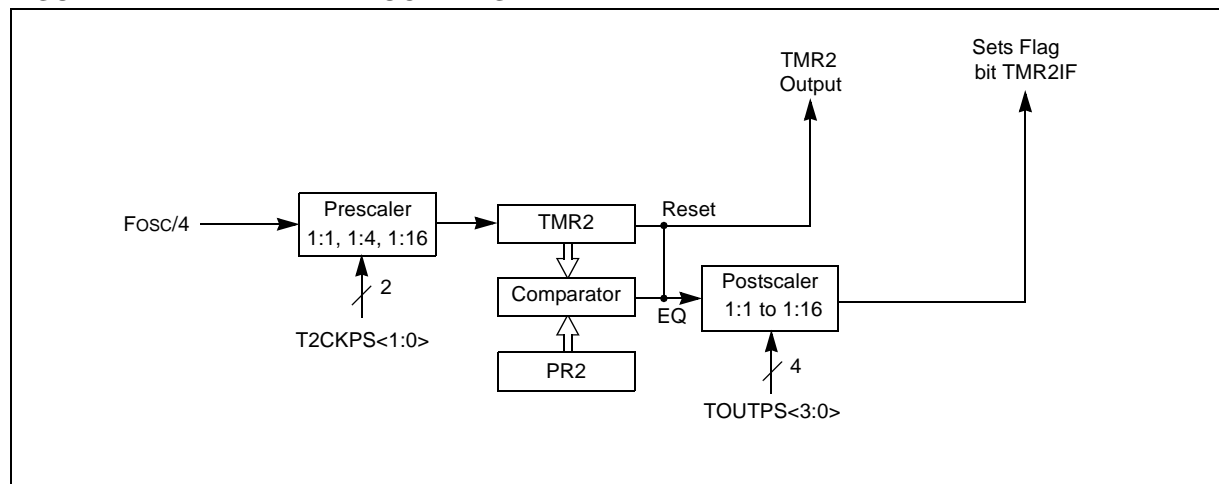 TMR2
Output
Sets Flag
bit TMR2IF
FOSC/4
Prescaler
1:1, 1:4, 1:16
2
T2CKPS<1:0>
TMR2
Reset
Comparator
EQ
PR2
Postscaler
1:1 to 1:16
4
TOUTPS<3:0>